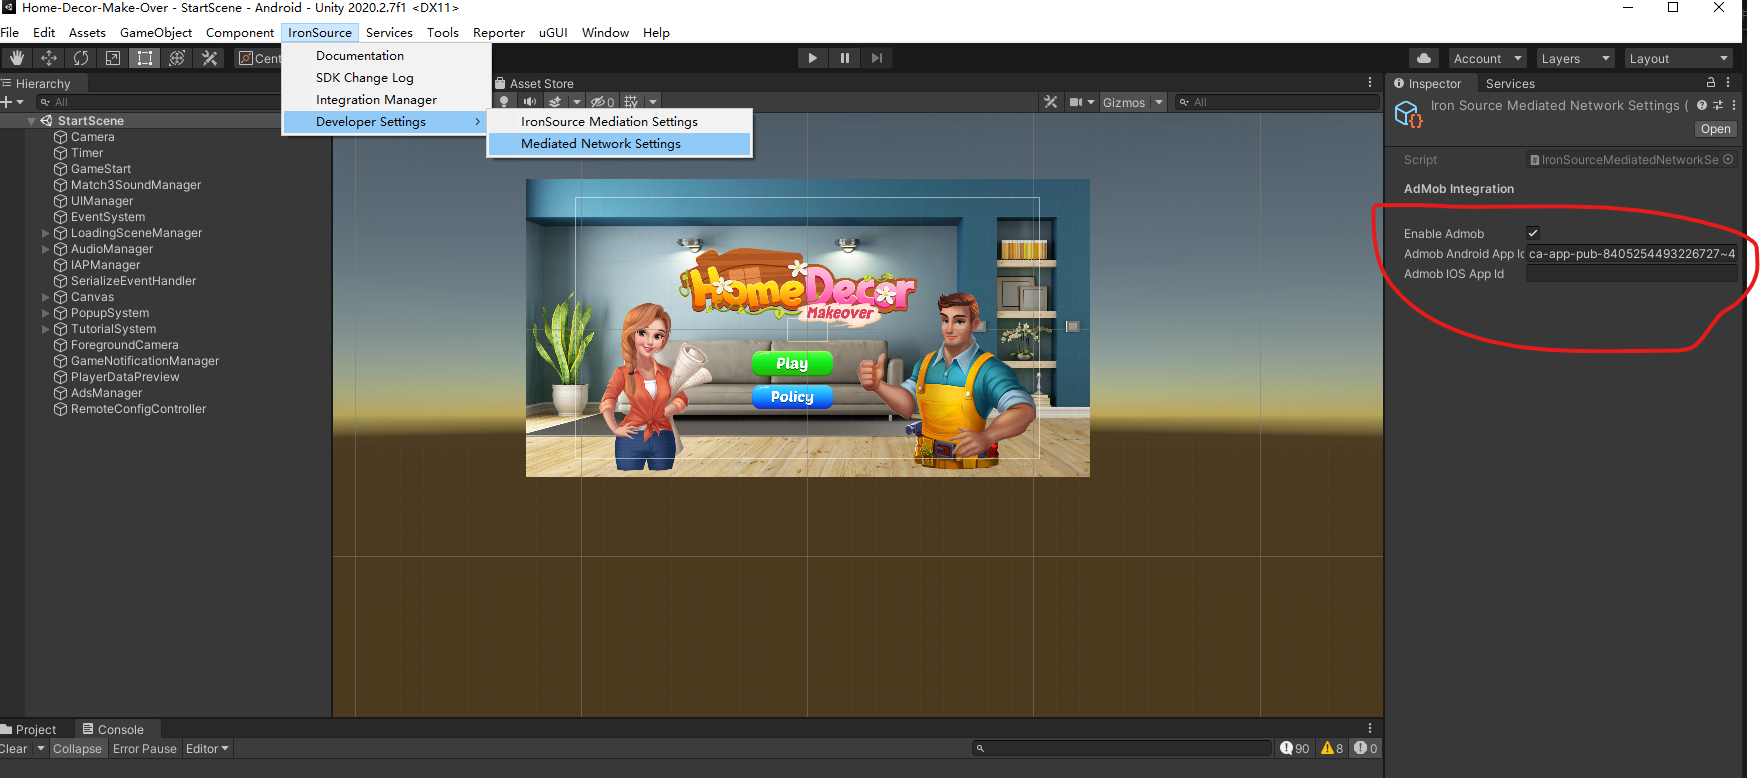 Home-Decor-Make-Over - StartScene - Android - Unity 2020.2.7f1 <DX11>
File Edit Assets GameObject Component IronSource Services Tools Reporter uGUI Window Help
Cent
Account Layers Layout
Documentation
SDK Change Log
Integration Manager
Developer Settings
IronSource Mediation Settings
Mediated Network Settings
Hierarchy
All
StartScene
Camera
Timer
GameStart
Match3SoundManager
UIManager
EventSystem
LoadingSceneManager
AudioManager
IAPManager
SerializeEventHandler
Canvas
PopupSystem
TutorialSystem
ForegroundCamera
GameNotificationManager
PlayerDataPreview
AdsManager
RemoteConfigController
Asset Store
0 Gizmos All
Home Decor
Makeover
Play
Policy
Inspector Services
Iron Source Mediated Network Settings (
Open
Script IronSourceMediatedNetworkSe
AdMob Integration
Enable Admob
Admob Android App Ic ca-app-pub-8405254493226727~4
Admob IOS App Id
Project Console
Clear Collapse Error Pause Editor
90 8 0